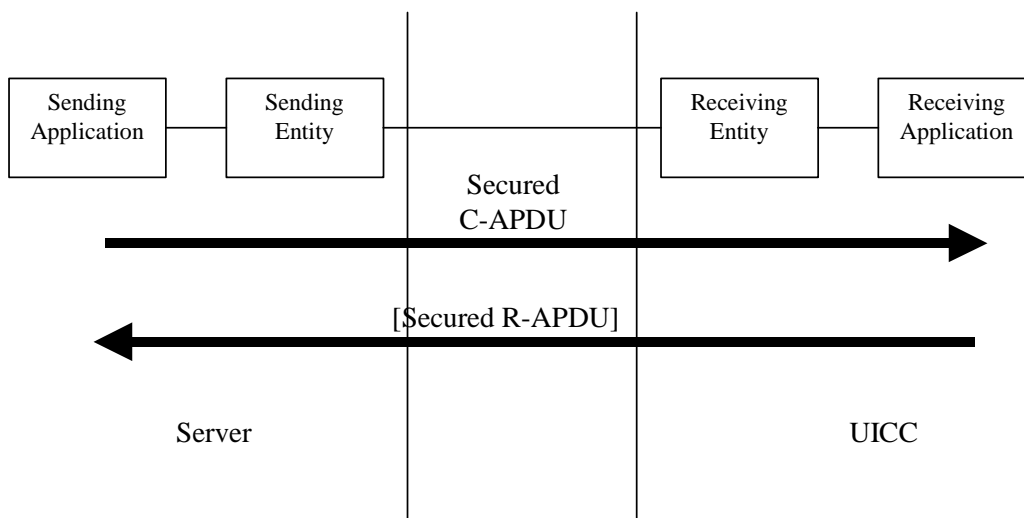 Sending
Application
Sending
Entity
Receiving
Entity
Receiving
Application
Secured
C-APDU
[Secured R-APDU]
Server
UICC